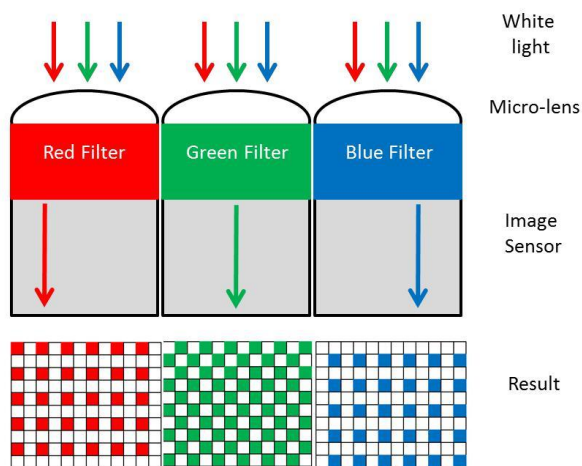 White
light
Micro-lens
Red Filter
Green Filter
Blue Filter
Image
Sensor
Result